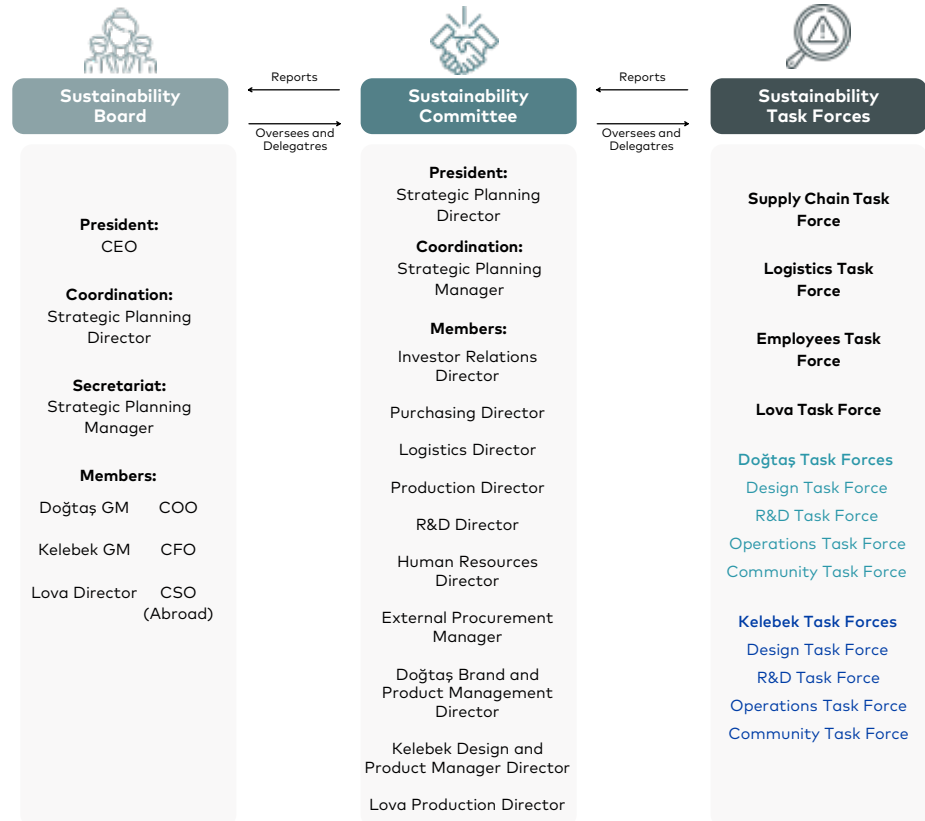 Sustainability
Board
Reports
Oversees and
Delegatres
Sustainability
Committee
Reports
Oversees and
Delegatres
Sustainability
Task Forces
President:
CEO
Coordination:
Strategic Planning
Director
Secretariat:
Strategic Planning
Manager
Members:
Doğtaş GM
COO
Kelebek GM
CFO
Lova Director
CSO
(Abroad)
President:
Strategic Planning
Director
Coordination:
Strategic Planning
Manager
Members:
Investor Relations
Director
Purchasing Director
Logistics Director
Production Director
R&D Director
Human Resources
Director
External Procurement
Manager
Doğtaş Brand and
Product Management
Director
Kelebek Design and
Product Manager Director
Lova Production Director
Supply Chain Task
Force
Logistics Task
Force
Employees Task
Force
Lova Task Force
Doğtaş Task Forces
Design Task Force
R&D Task Force
Operations Task Force
Community Task Force
Kelebek Task Forces
Design Task Force
R&D Task Force
Operations Task Force
Community Task Force